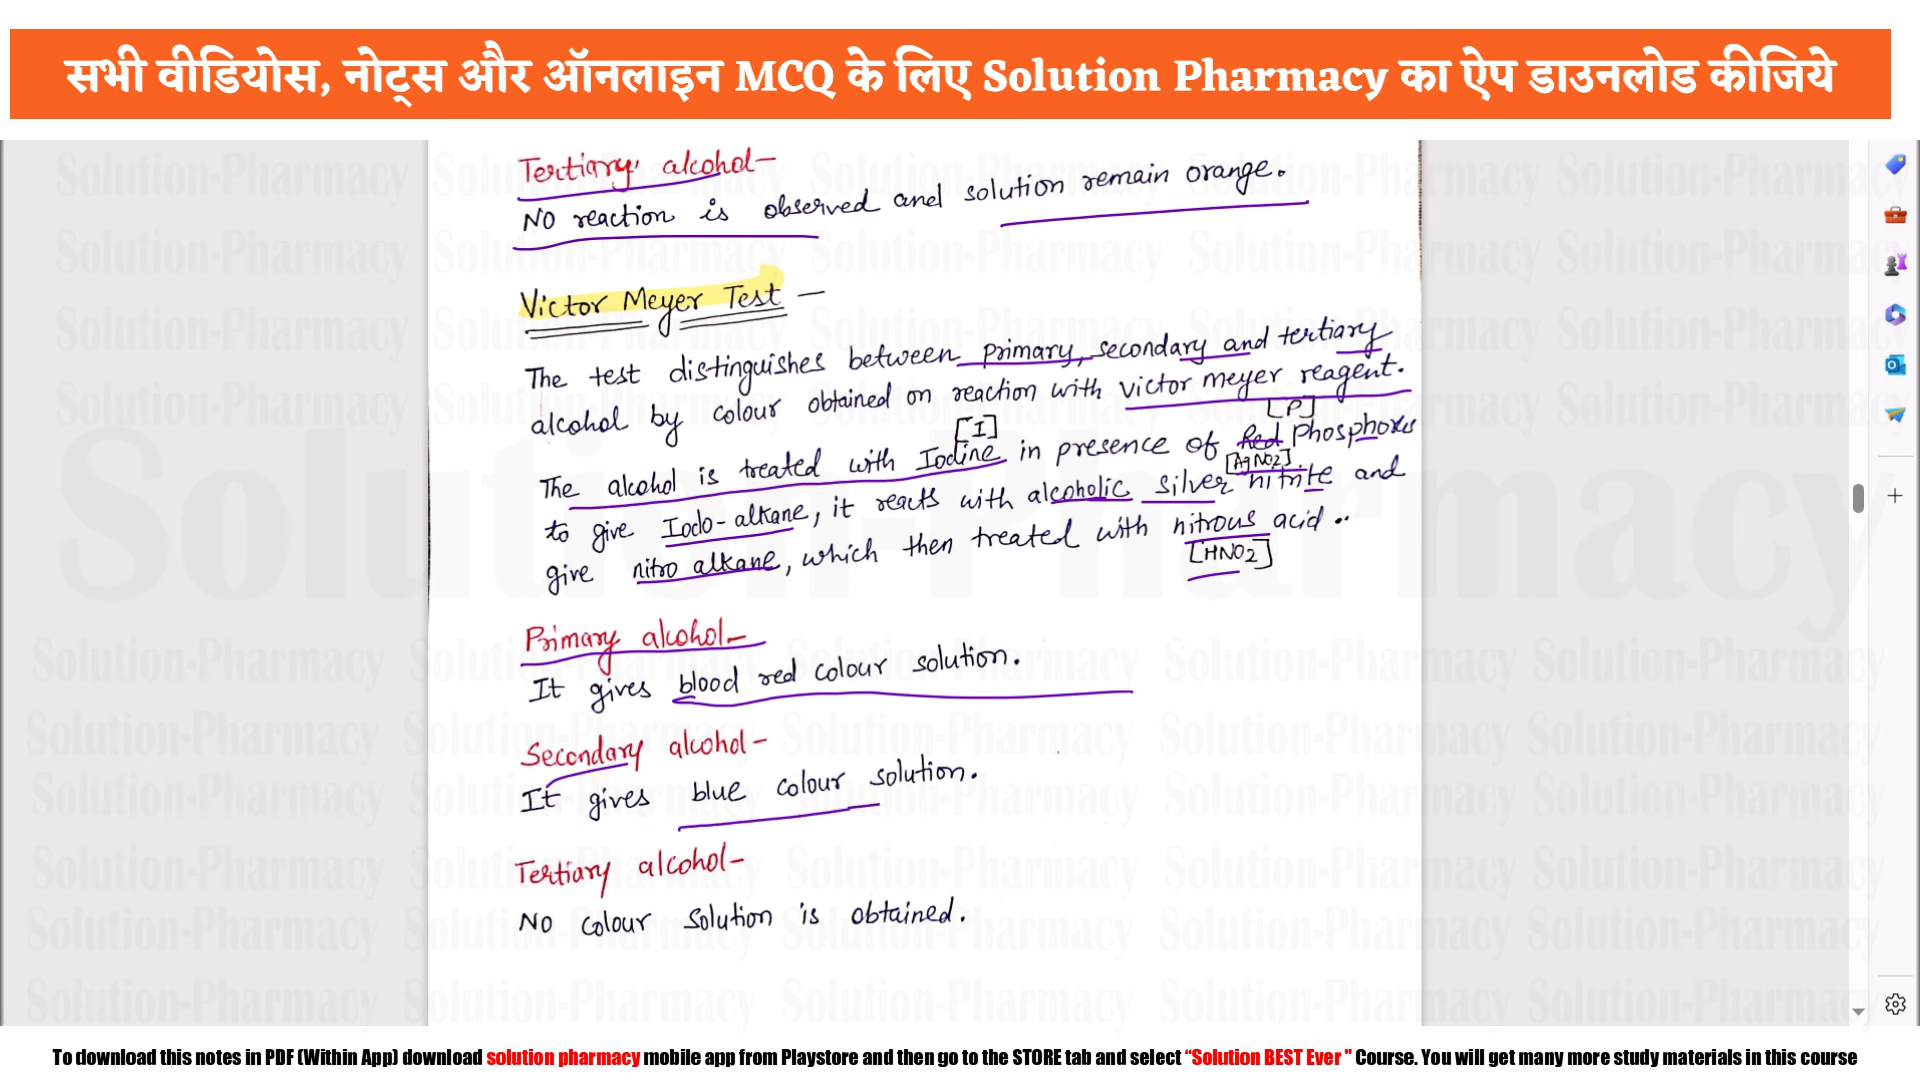 सभी वीडियोस, नोट्स और ऑनलाइन MCQ के लिए Solution Pharmacy का ऐप डाउनलोड कीजिये
Tertiary alcohol-
No reaction is observed and solution remain orange.
Victor Meyer Test -
The test distinguishes between primary, secondary and tertiary
alcohol by colour obtained on reaction with victor meyer reagent.
[I] [P]
The alcohol is treated with Iodine in presence of Red Phosphorus
[AgNO2]
to give Iodo-alkane, it reacts with alcoholic silver nitrite and
give nitro alkane, which then treated with nitrous acid..
[HNO2]
Primary alcohol-
It gives blood red colour solution.
Secondary alcohol-
It gives blue colour solution.
Tertiary alcohol-
No colour solution is obtained.
Solution-Pharmacy
To download this notes in PDF (Within App) download solution pharmacy mobile app from Playstore and then go to the STORE tab and select "Solution BEST Ever " Course. You will get many more study materials in this course